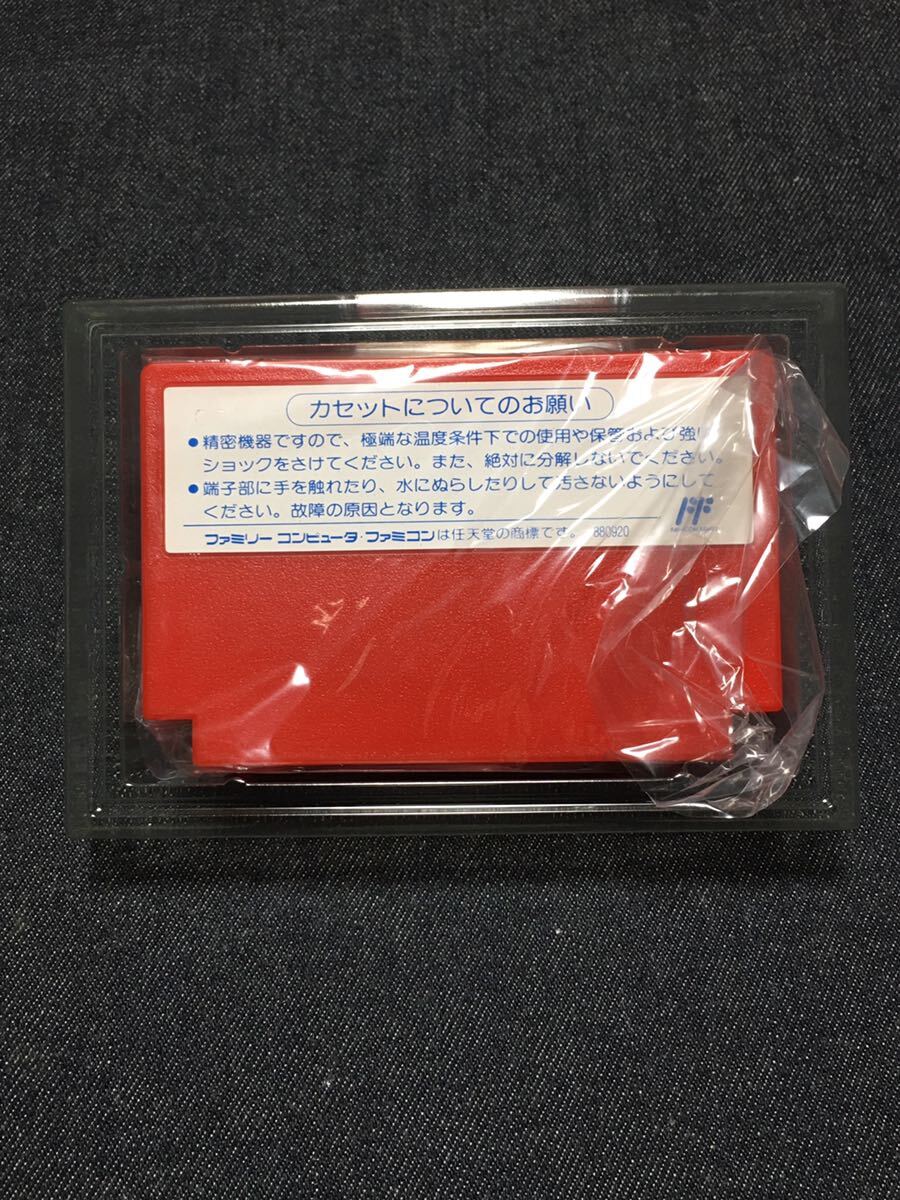 カセットについてのお願い
●精密機器ですので、極端な温度条件下での使用や保管および強い
ショックをさけてください。また、絶対に分解しないでください。
●端子部に手を触れたり、水にぬらしたりして汚さないようにして
ください。故障の原因となります。
ファミリーコンピュータ・ファミコンは任天堂の商標です。 880920